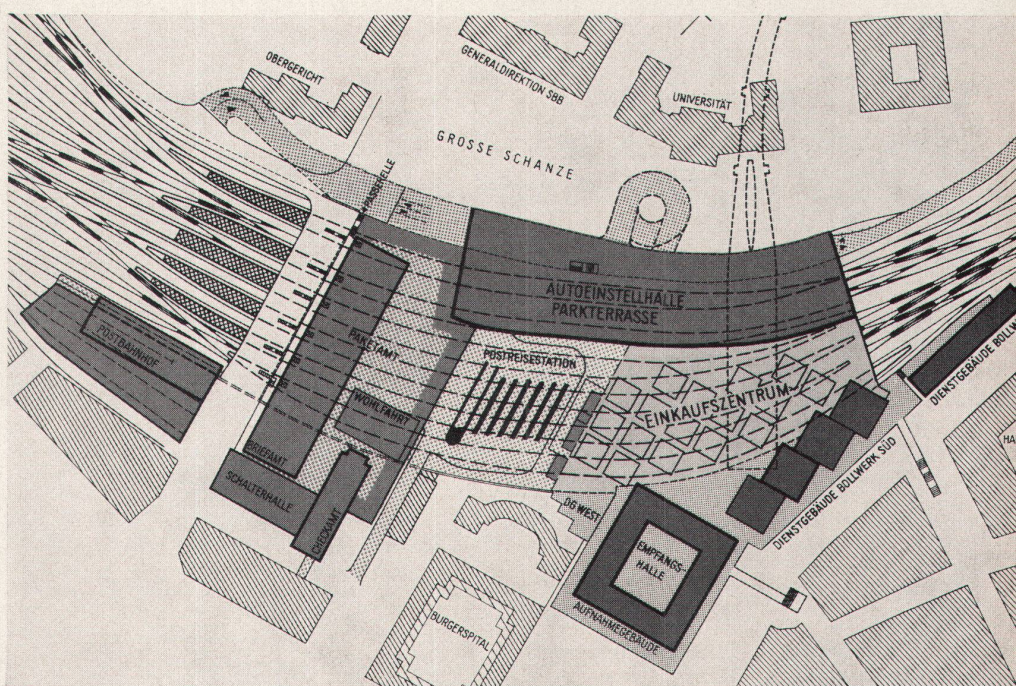 OBERGERICHT
GENERALDIREKTION SBB
UNIVERSITÄT
GROSSE SCHANZE
AUTOEINSTELLHALLE
PARKTERRASSE
POSTBAHNHOF
PAKETAMT
POSTREISESTATION
WOHLFAHRT
EINKAUFSZENTRUM
BRIEFAMT
SCHALTERHALLE
CHECKAMT
DG WEST
EMPFANGS-
HALLE
AUFNAHMEGEBÄUDE
BURGERSPITAL
DIENSTGEBÄUDE BOLLWERK SÜD
DIENSTGEBÄUDE BOLLW
HA